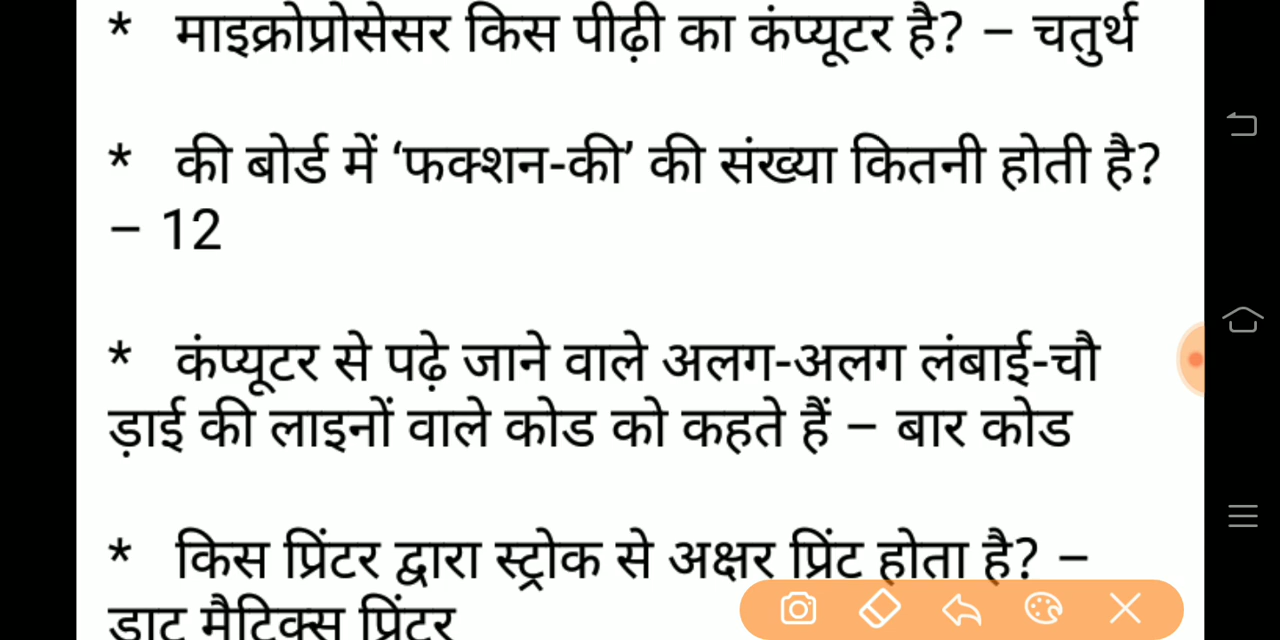 * माइक्रोप्रोसेसर किस पीढ़ी का कंप्यूटर है? – चतुर्थ
* की बोर्ड में ‘फक्शन-की’ की संख्या कितनी होती है?
– 12
* कंप्यूटर से पढ़े जाने वाले अलग-अलग लंबाई-चौ
ड़ाई की लाइनों वाले कोड को कहते हैं – बार कोड
* किस प्रिंटर द्वारा स्ट्रोक से अक्षर प्रिंट होता है? –
डाट मैट्रिक्स प्रिंटर